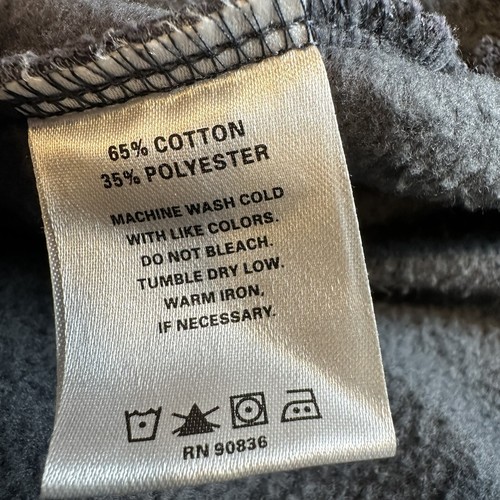 65% COTTON
35% POLYESTER
MACHINE WASH COLD
WITH LIKE COLORS.
DO NOT BLEACH.
TUMBLE DRY LOW.
WARM IRON,
IF NECESSARY.
RN 90836